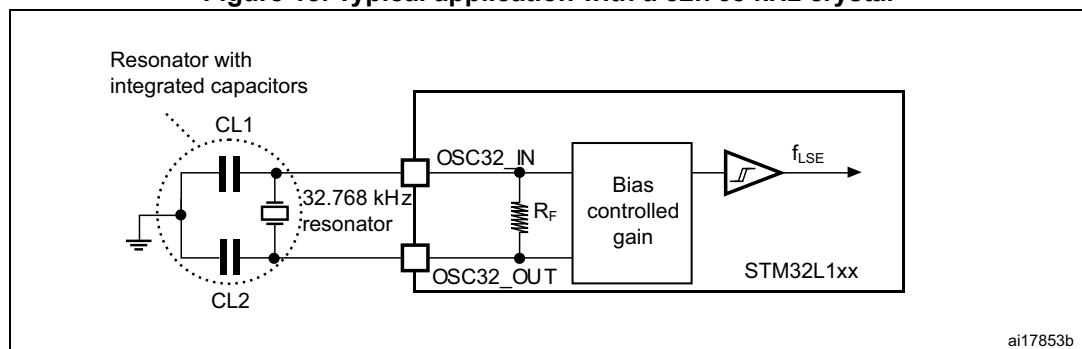 Figure Typical application with a 32.768 kHz crystal
Resonator with
integrated capacitors
CL1
OSC32_IN
fLSE
32.768 kHz
resonator
RF
Bias
controlled
gain
STM32L1xx
OSC32_OUT
CL2
ai17853b